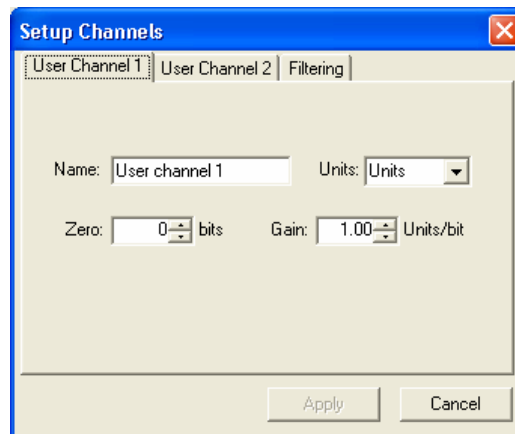 Setup Channels
User Channel 1 User Channel 2 Filtering
Name: User channel 1 Units: Units
Zero: 0 bits Gain: 1.00 Units/bit
Apply Cancel